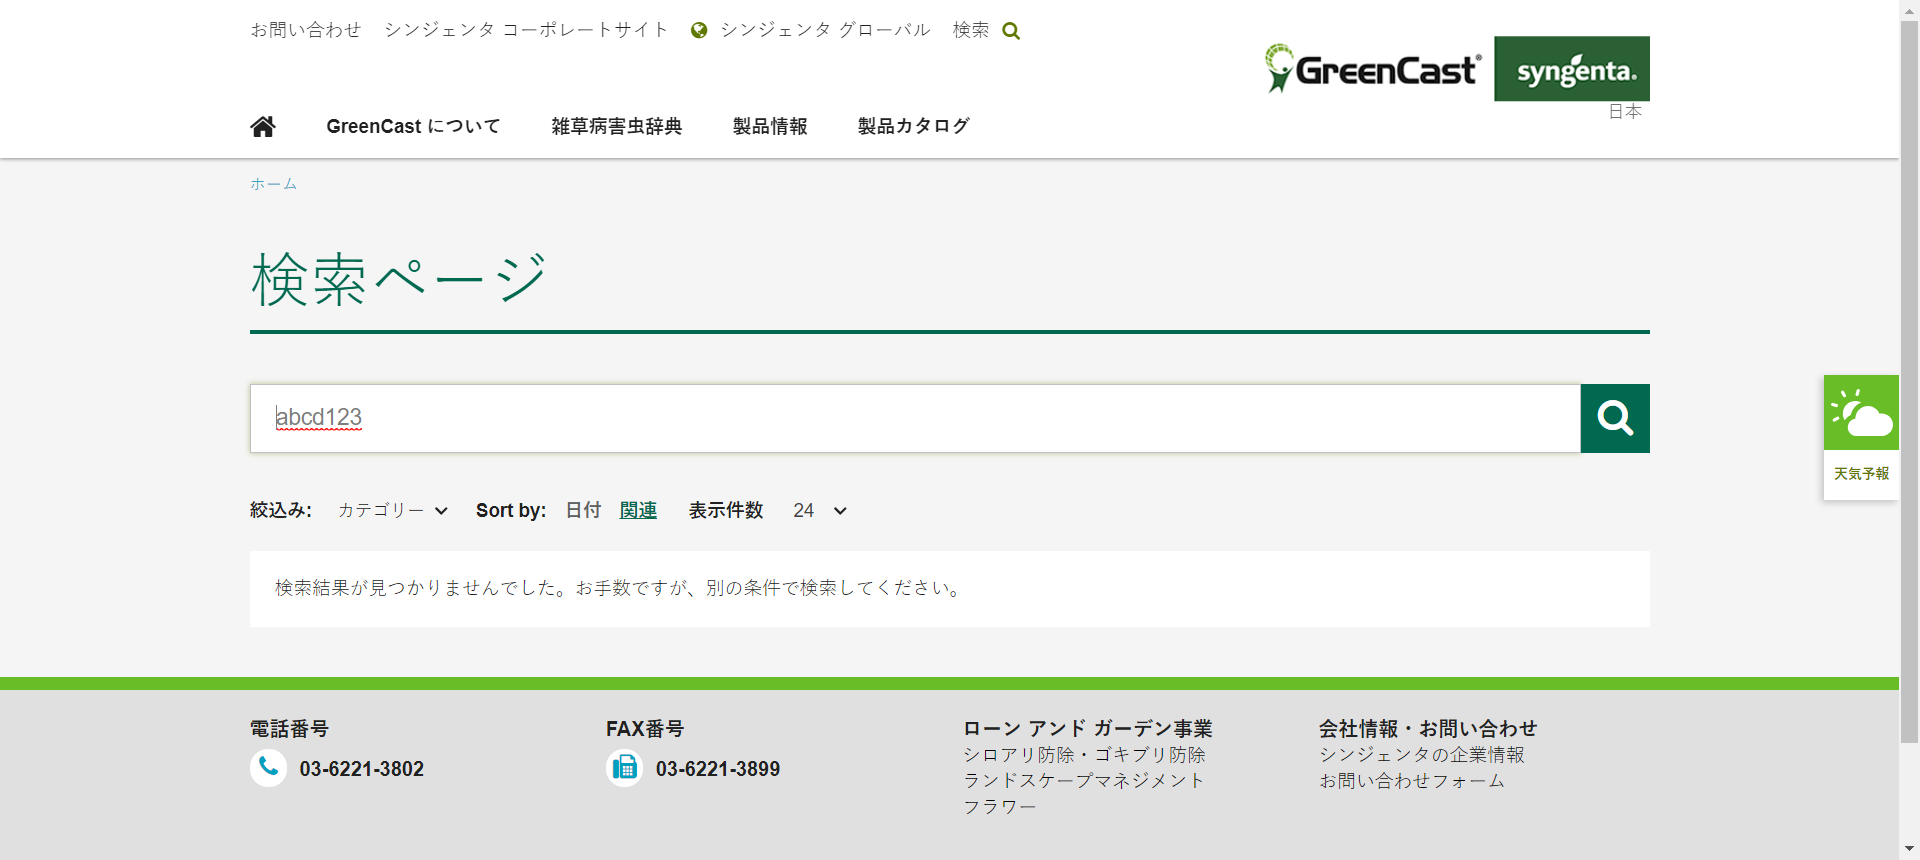 お問い合わせ シンジェンタ コーポレートサイト シンジェンタ グローバル 検索
GreenCast®
syngenta.
日本
GreenCast について 雑草病害虫辞典 製品情報 製品カタログ
ホーム
検索ページ
abcd123
天気予報
絞込み: カテゴリー Sort by: 日付 関連 表示件数 24
検索結果が見つかりませんでした。お手数ですが、別の条件で検索してください。
電話番号
03-6221-3802
FAX番号
03-6221-3899
ローン アンド ガーデン事業
シロアリ防除・ゴキブリ防除
ランドスケープマネジメント
フラワー
会社情報・お問い合わせ
シンジェンタの企業情報
お問い合わせフォーム